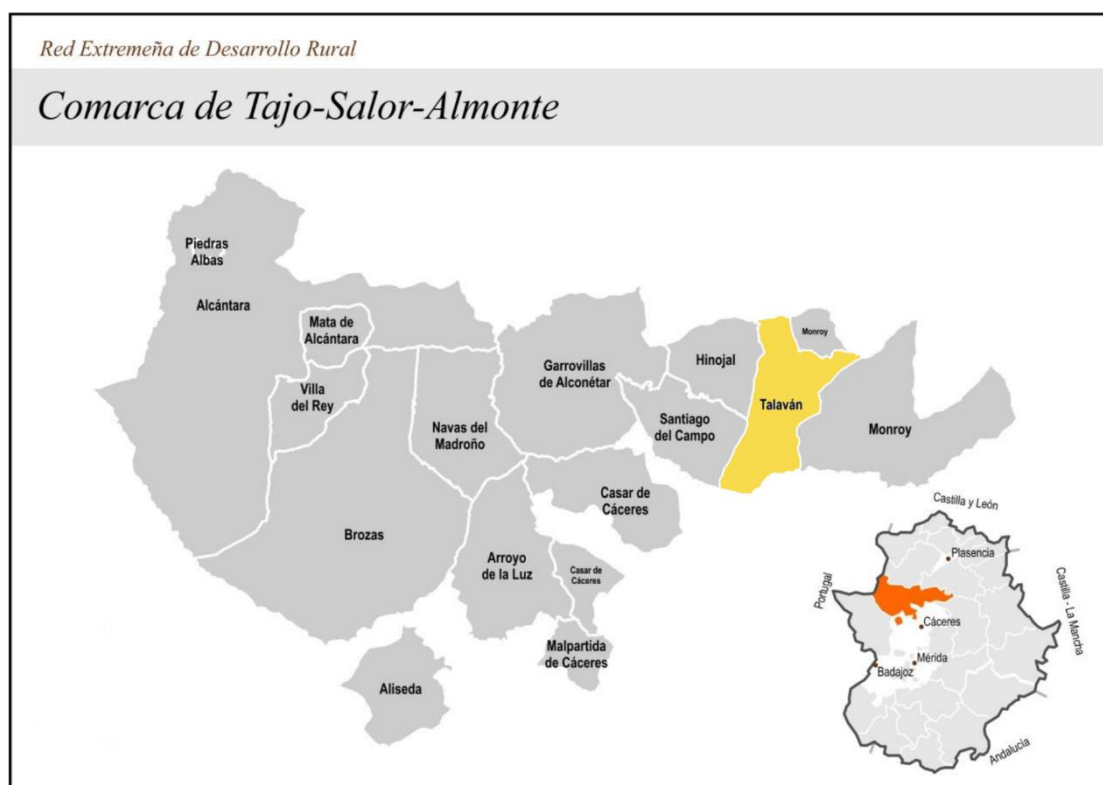 Red Extremeña de Desarrollo Rural
Comarca de Tajo-Salor-Almonte
Piedras
Albas
Alcántara
Mata de
Alcántara
Villa
del Rey
Navas del
Madroño
Garrovillas
de Alconétar
Hinojal
Monroy
Talaván
Santiago
del Campo
Monroy
Brozas
Casar de
Cáceres
Arroyo
de la Luz
Casar de
Cáceres
Malpartida
de Cáceres
Aliseda
Castilla y León
Plasencia
Portugal
Castilla - La Mancha
Cáceres
Mérida
Badajoz
Andalucía